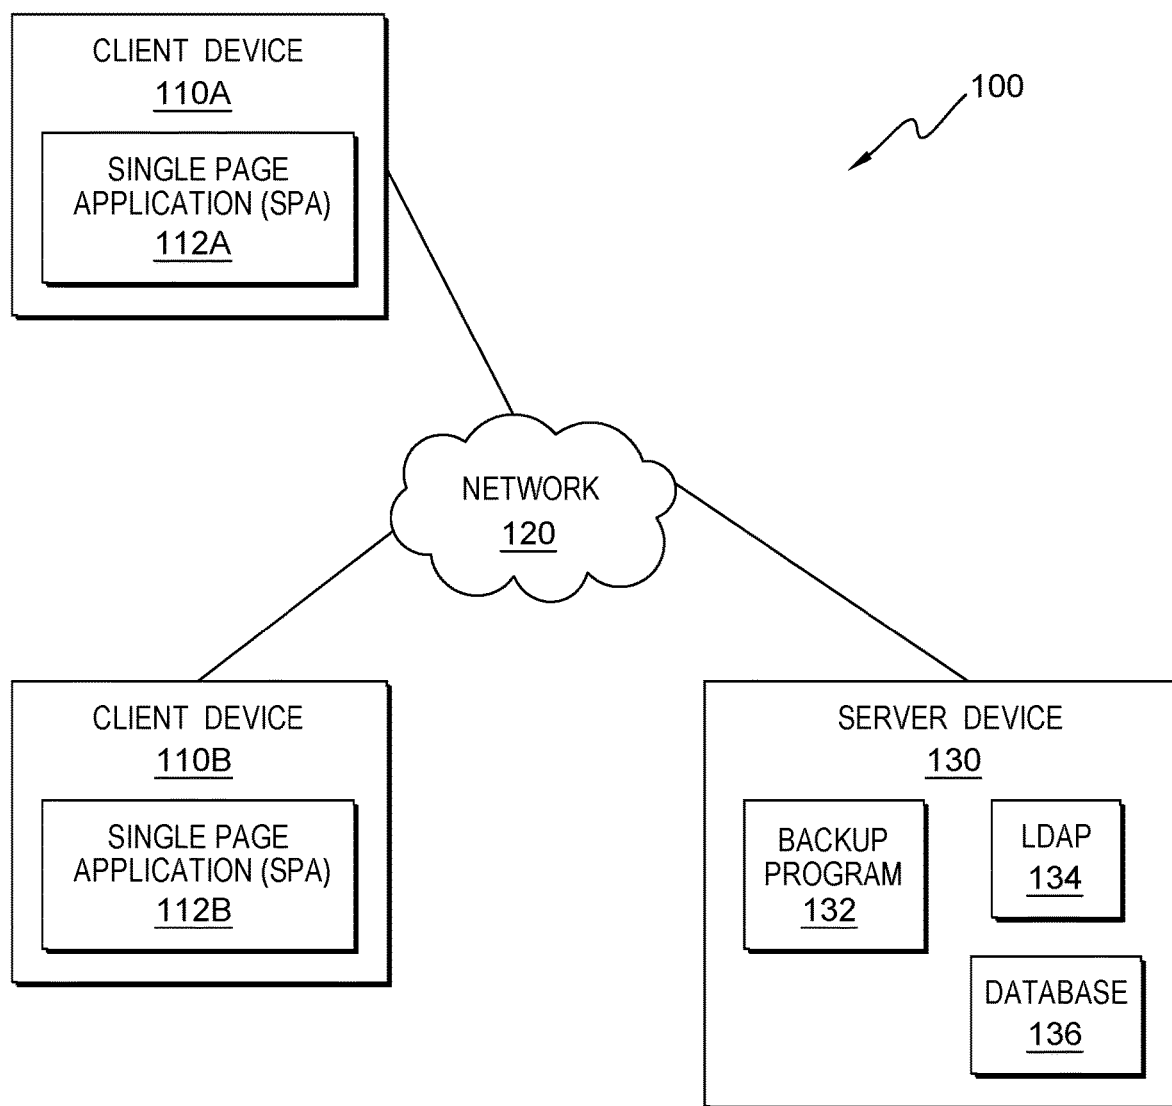 CLIENT DEVICE
110A
SINGLE PAGE
APPLICATION (SPA)
112A
100
NETWORK
120
CLIENT DEVICE
110B
SINGLE PAGE
APPLICATION (SPA)
112B
SERVER DEVICE
130
BACKUP
PROGRAM
132
LDAP
134
DATABASE
136